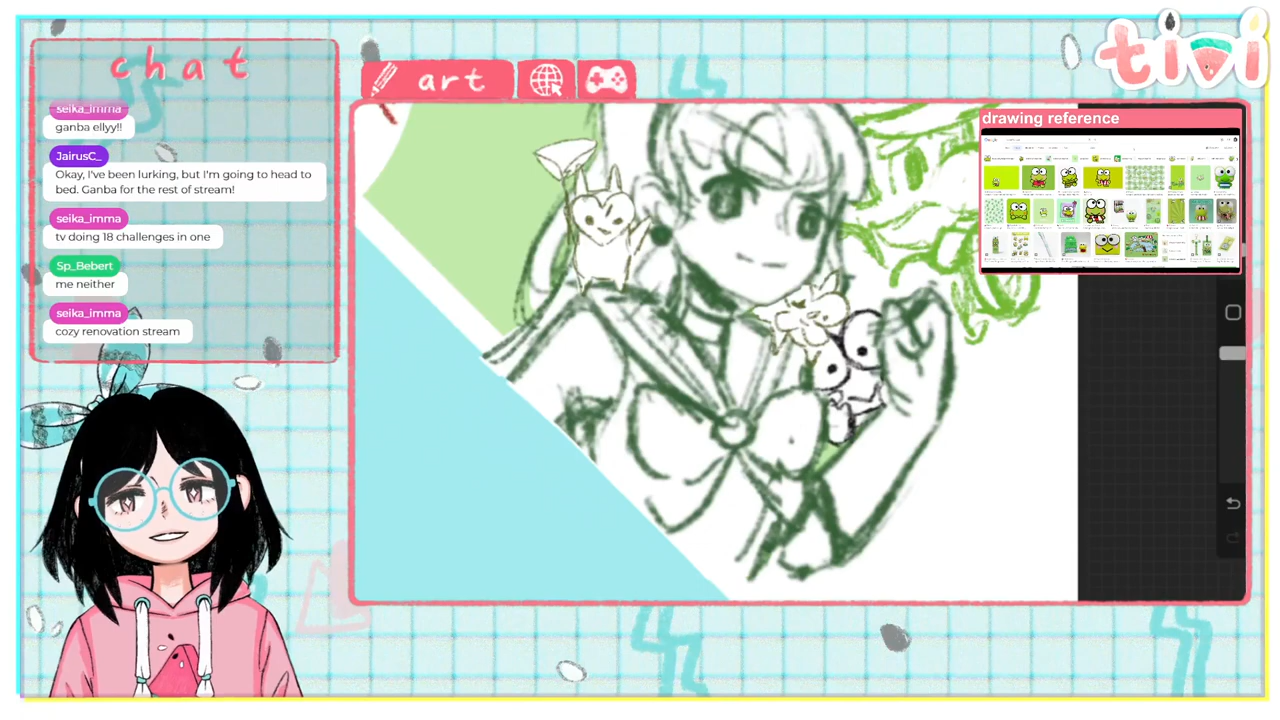 chat
seika_imma
ganba ellyy!!
JairusC_
Okay, I've been lurking, but I'm going to head to
bed. Ganba for the rest of stream!
seika_imma
tv doing 18 challenges in one
Sp_Bebert
me neither
seika_imma
cozy renovation stream
art
tivi
drawing reference